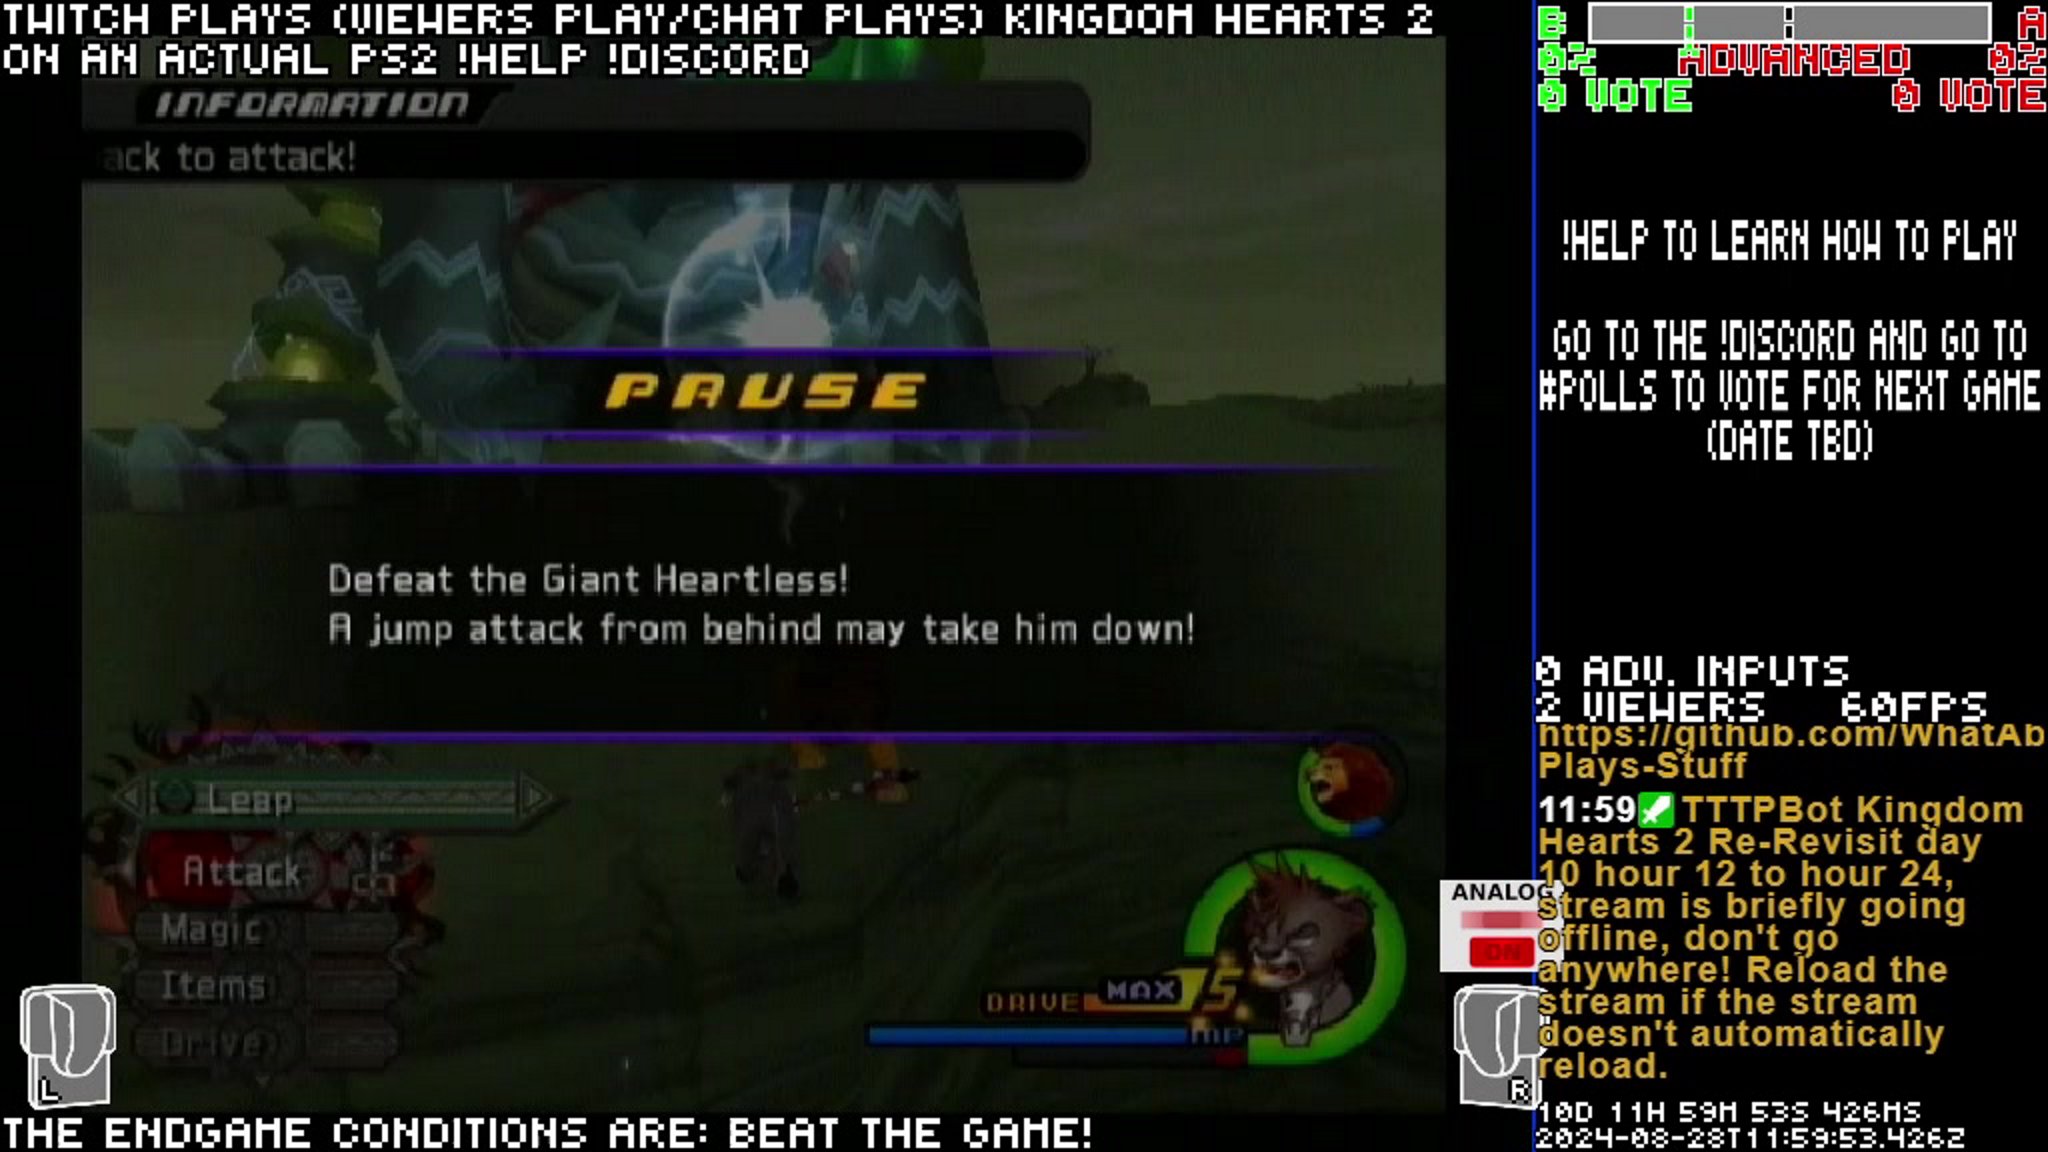 TWITCH PLAYS (VIEWERS PLAY/CHAT PLAYS) KINGDOM HEARTS 2
ON AN ACTUAL PS2 !HELP !DISCORD
INFORMATION
ack to attack!
PAUSE
Defeat the Giant Heartless!
A jump attack from behind may take him down!
Leap
Attack
Magic
Items
Drive
DRIVE MAX 5
MP
L
R
ANALOG
ON
THE ENDGAME CONDITIONS ARE: BEAT THE GAME!
B A
0% ADVANCED 0%
0 VOTE 0 VOTE
!HELP TO LEARN HOW TO PLAY
GO TO THE !DISCORD AND GO TO
#POLLS TO VOTE FOR NEXT GAME
(DATE TBD)
0 ADV. INPUTS
2 VIEWERS 60FPS
https://github.com/WhatAb
Plays-Stuff
11:59 TTTPBot Kingdom
Hearts 2 Re-Revisit day
10 hour 12 to hour 24,
stream is briefly going
offline, don't go
anywhere! Reload the
stream if the stream
doesn't automatically
reload.
10D 11H 59M 53S 426MS
2024-08-28T11:59:53.426Z